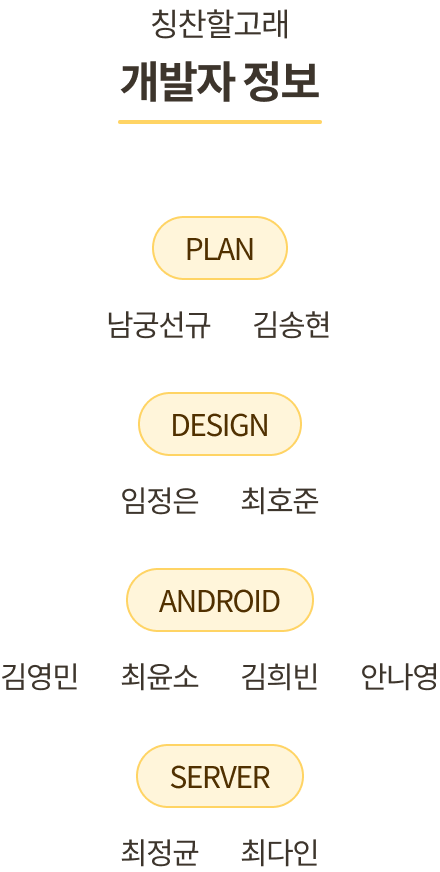 칭찬할고래
개발자 정보
PLAN
남궁선규 김송현
DESIGN
임정은 최호준
ANDROID
김영민 최윤소 김희빈 안나영
SERVER
최정균 최다인